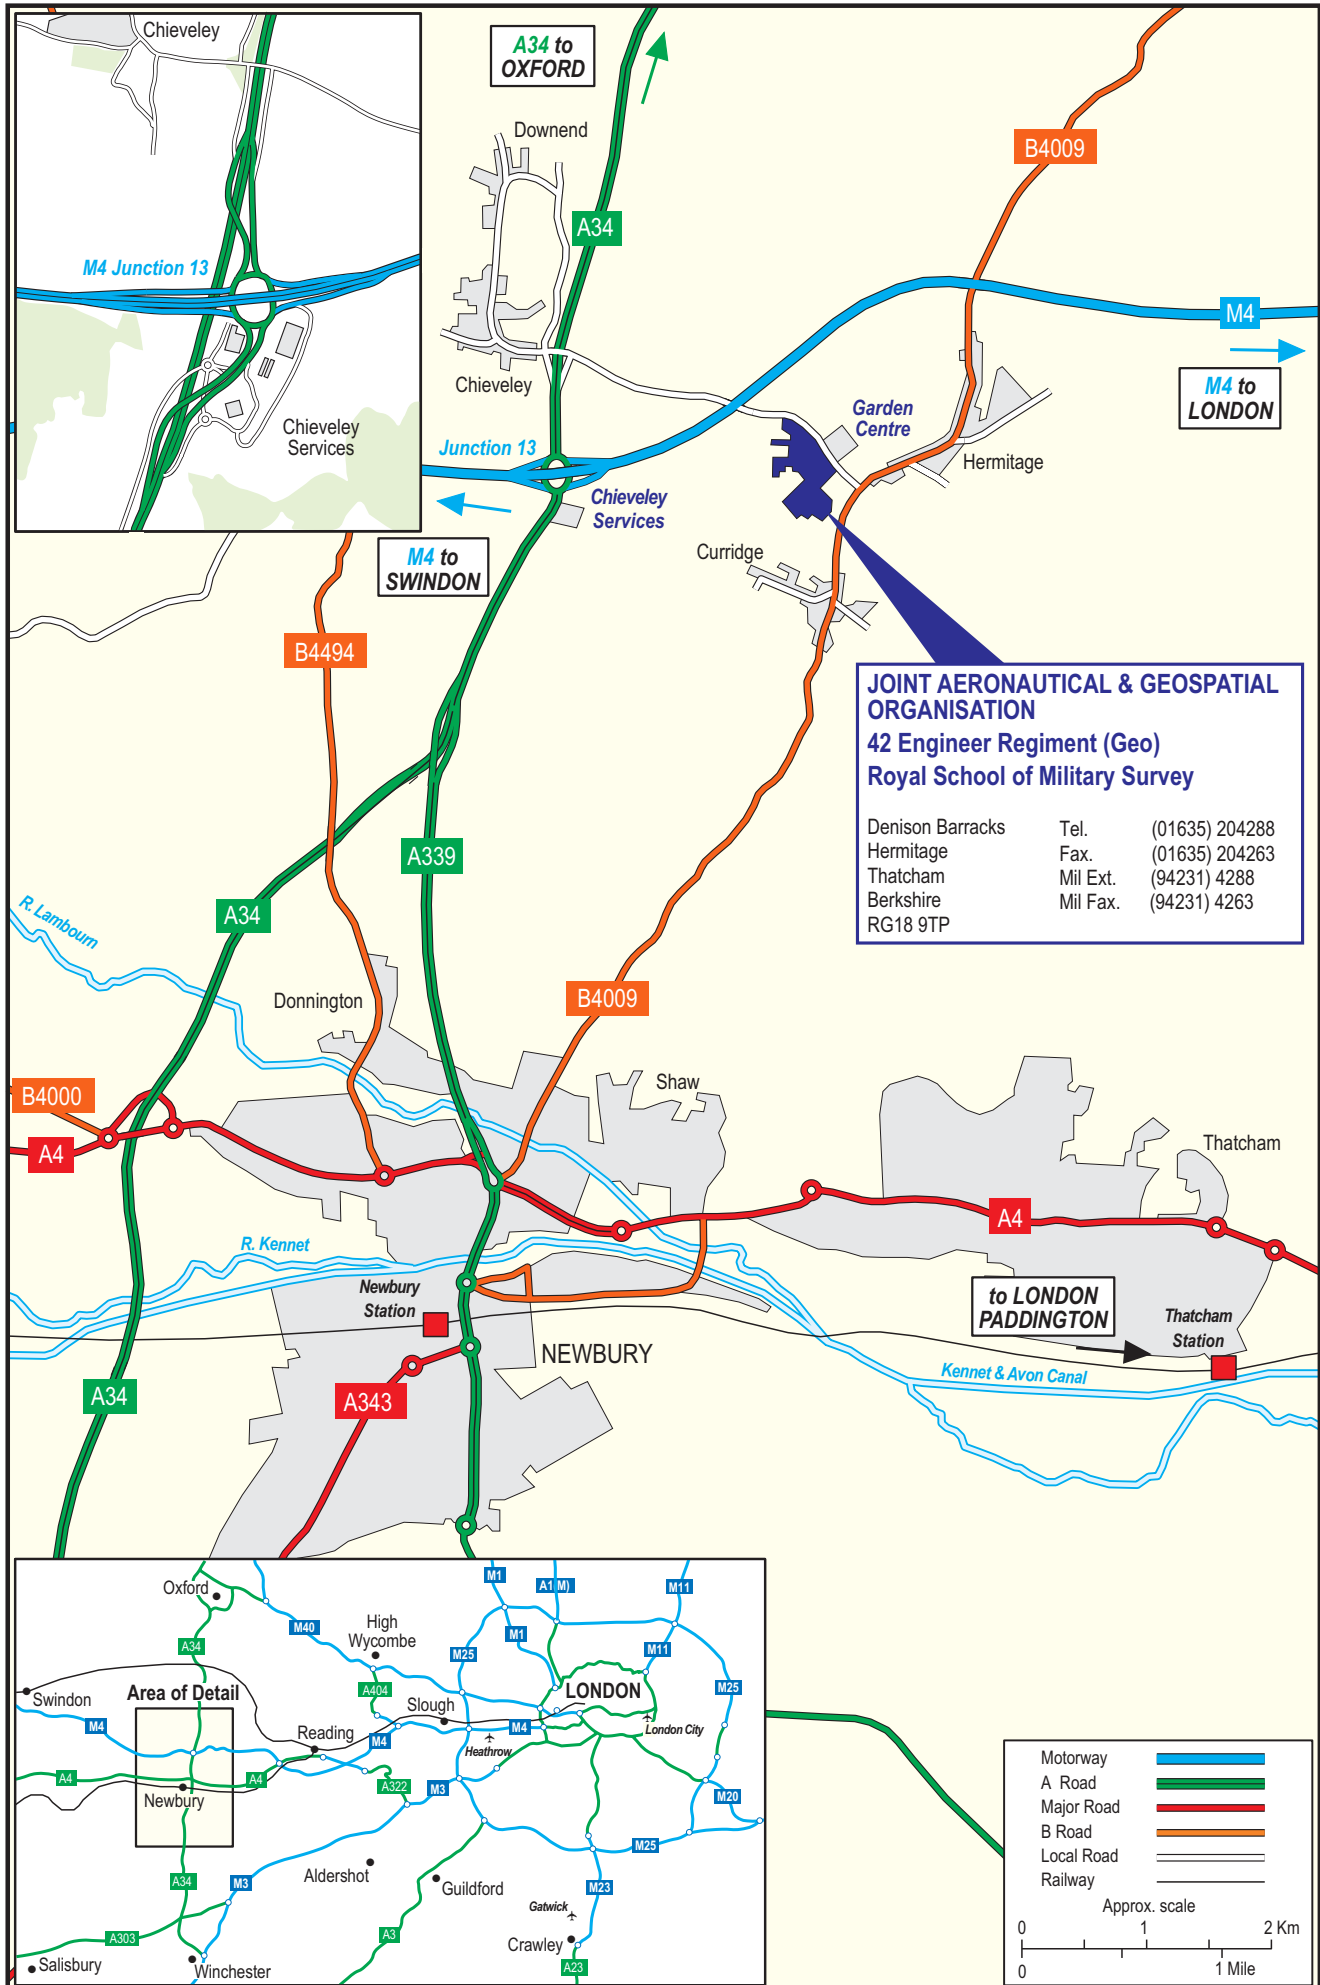 Chieveley
M4 Junction 13
Chieveley
Services
A34 to
OXFORD
Downend
B4009
A34
M4
M4 to
LONDON
Chieveley
Garden
Centre
Junction 13
Hermitage
Chieveley
Services
M4 to
SWINDON
Curridge
B4494
JOINT AERONAUTICAL & GEOSPATIAL
ORGANISATION
42 Engineer Regiment (Geo)
Royal School of Military Survey
Denison Barracks Tel. (01635) 204288
Hermitage Fax. (01635) 204263
Thatcham Mil Ext. (94231) 4288
Berkshire Mil Fax. (94231) 4263
RG18 9TP
A339
A34
R. Lambourn
Donnington
B4009
B4000
Shaw
A4
Thatcham
A4
R. Kennet
Newbury
Station
to LONDON
PADDINGTON
Thatcham
Station
NEWBURY
Kennet & Avon Canal
A34
A343
Oxford
M1
A1(M)
M11
M40
High
Wycombe
M1
M11
A34
M25
A404
M25
Swindon
Area of Detail
Slough
LONDON
M4
Reading
M4
M4
London City
Heathrow
A4
A4
A322
M3
M20
Newbury
M25
Aldershot
Guildford
A34
M3
M23
Gatwick
A303
A3
Crawley
Salisbury
Winchester
A23
Motorway
A Road
Major Road
B Road
Local Road
Railway
Approx. scale
0 1 2 Km
0 1 Mile